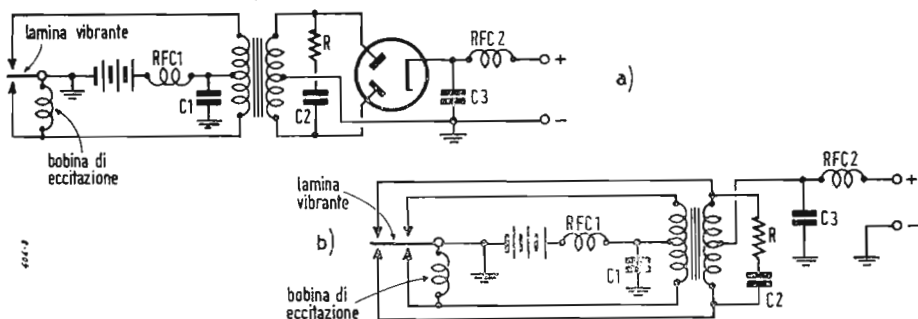 lamina vibrante
RFC1
C1
R
C2
C3
RFC2
+
−
a)
bobina di
eccitazione
lamina
vibrante
b)
RFC1
C1
bobina di
eccitazione
R
C2
C3
RFC2
+
−